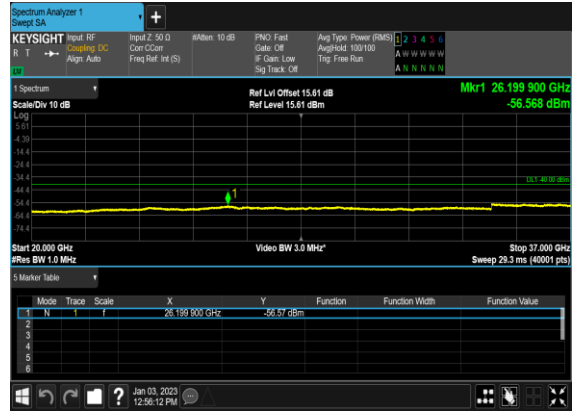 Spectrum Analyzer 1
Swept SA
+
KEYSIGHT Input: RF Input Z: 50 Ω #Atten: 10 dB PNO: Fast Avg Type: Power (RMS) 1 2 3 4 5 6
R T Coupling: DC Corr CCorr Gate: Off Avg|Hold: 100/100 A W W W W W
Align: Auto Freq Ref: Int (S) IF Gain: Low Trig: Free Run
Sig Track: Off A N N N N N
1 Spectrum Ref Lvl Offset 15.61 dB Mkr1 26.199 900 GHz
Scale/Div 10 dB Ref Level 15.61 dBm -56.568 dBm
Log
5.61
-4.39
-14.4
-24.4
-34.4
DL1 -40.00 dBm
-44.4
1
-54.4
-64.4
-74.4
Start 20.000 GHz Video BW 3.0 MHz* Stop 37.000 GHz
#Res BW 1.0 MHz Sweep 29.3 ms (40001 pts)
5 Marker Table
Mode Trace Scale X Y Function Function Width Function Value
1 N 1 f 26.199 900 GHz -56.57 dBm
2
3
4
5
6
? Jan 03, 2023
12:56:12 PM